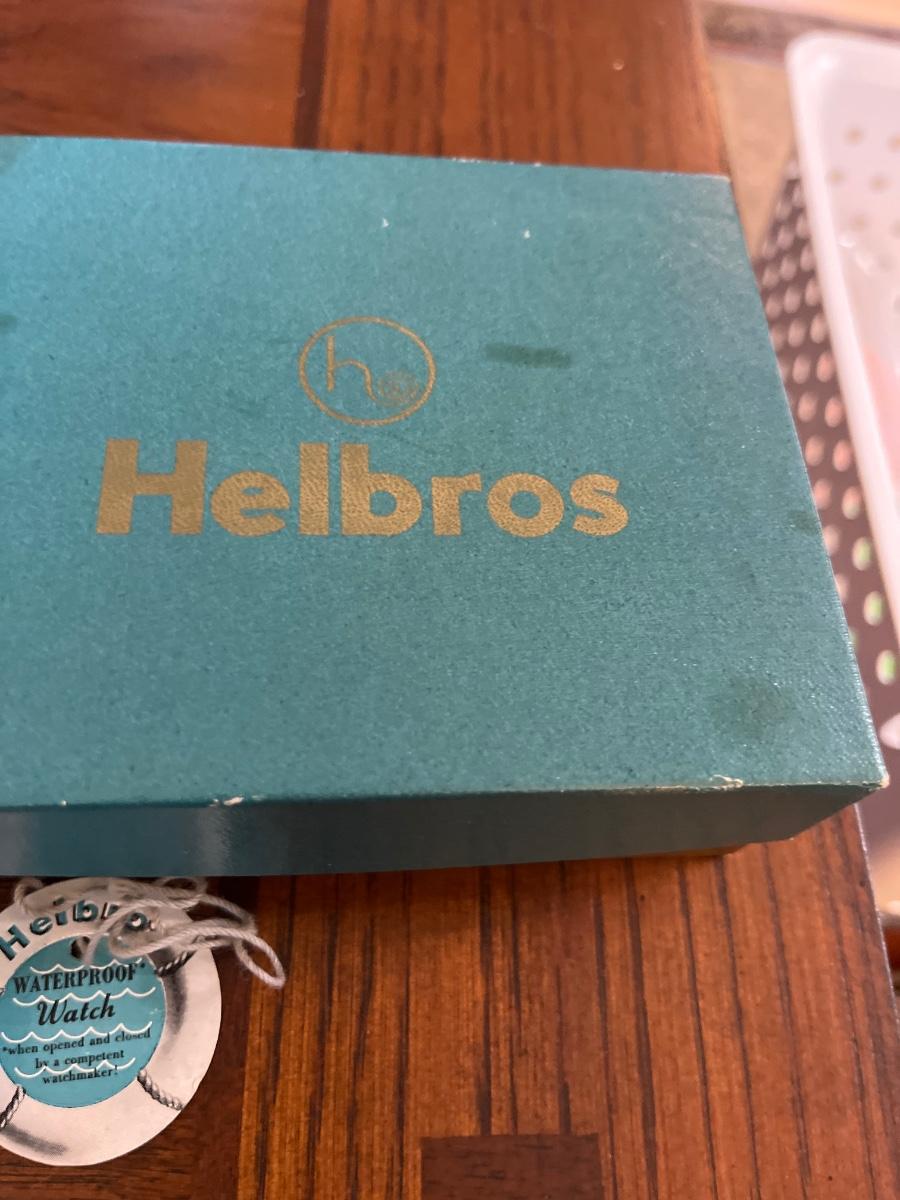 h
Helbros
Helbros
WATERPROOF*
Watch
*when opened and closed
by a competent
watchmaker!